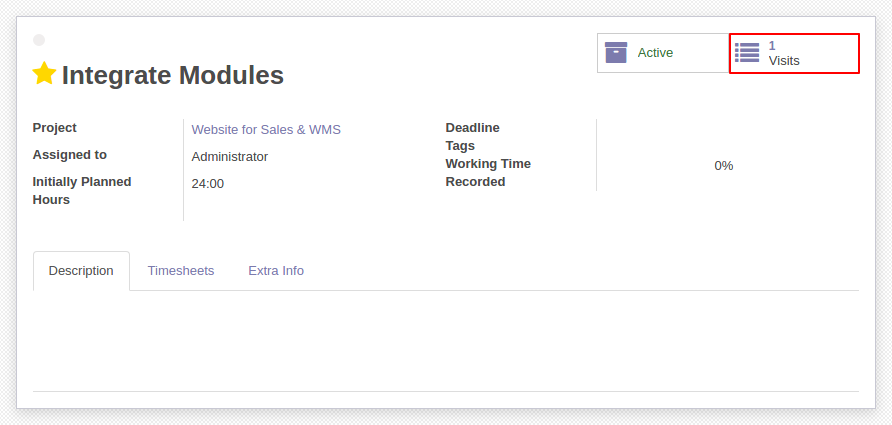 Active
1
Visits
Integrate Modules
Project
Website for Sales & WMS
Assigned to
Administrator
Initially Planned
Hours
24:00
Deadline
Tags
Working Time
Recorded
0%
Description
Timesheets
Extra Info